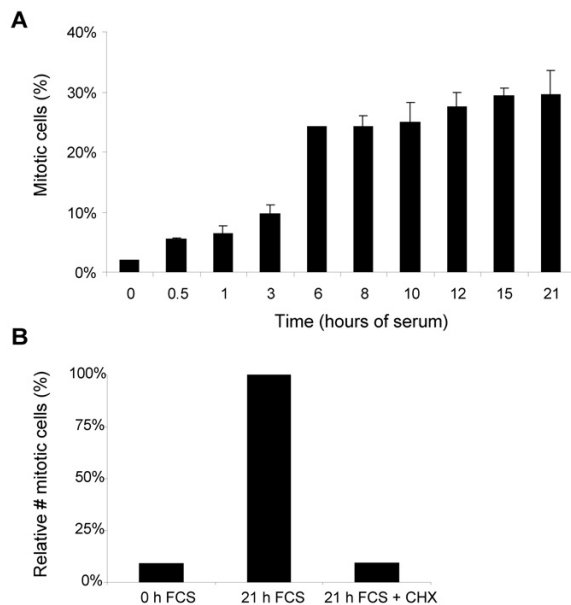 A
Mitotic cells (%)
40%
30%
20%
10%
0%
0 0.5 1 3 6 8 10 12 15 21
Time (hours of serum)
B
Relative # mitotic cells (%)
100%
75%
50%
25%
0%
0 h FCS 21 h FCS 21 h FCS + CHX